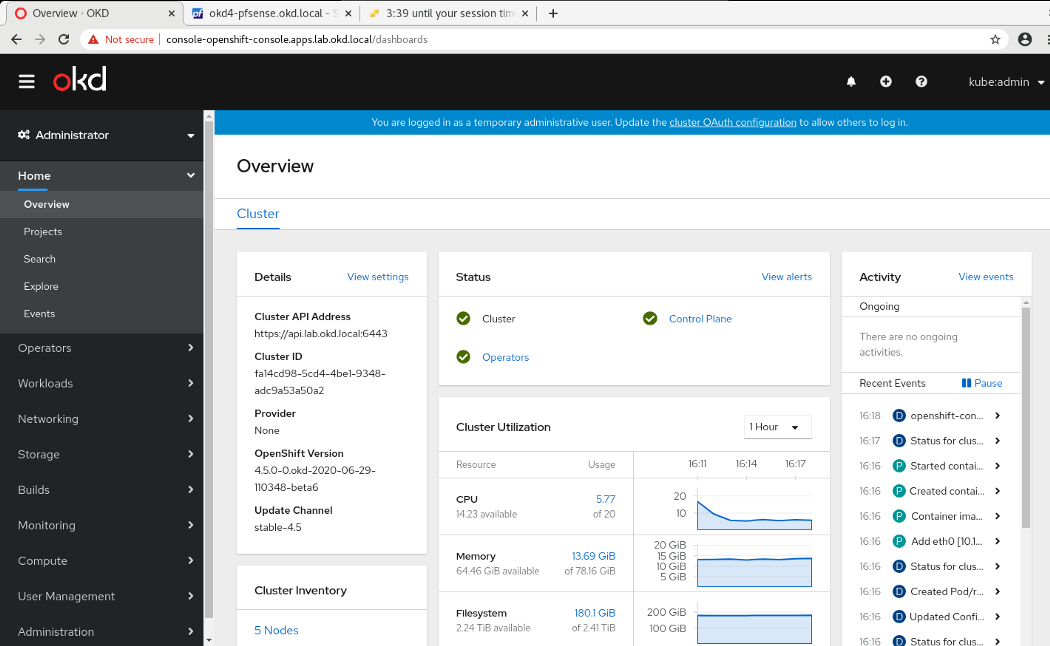 Overview · OKD
okd4-pfsense.okd.local - S
3:39 until your session tim
Not secure
console-openshift-console.apps.lab.okd.local/dashboards
okd
kube:admin
Administrator
Home
Overview
Projects
Search
Explore
Events
Operators
Workloads
Networking
Storage
Builds
Monitoring
Compute
User Management
Administration
You are logged in as a temporary administrative user. Update the cluster OAuth configuration to allow others to log in.
Overview
Cluster
Details
View settings
Cluster API Address
https://api.lab.okd.local:6443
Cluster ID
fa14cd98-5cd4-4be1-9348-
adc9a53a50a2
Provider
None
OpenShift Version
4.5.0-0.okd-2020-06-29-
110348-beta6
Update Channel
stable-4.5
Cluster Inventory
5 Nodes
Status
View alerts
Cluster
Control Plane
Operators
Cluster Utilization
1 Hour
Resource
Usage
16:11
16:14
16:17
CPU
5.77
14.23 available
of 20
20
10
Memory
13.69 GiB
64.46 GiB available
of 78.16 GiB
20 GiB
15 GiB
10 GiB
5 GiB
Filesystem
180.1 GiB
2.24 TiB available
of 2.41 TiB
200 GiB
100 GiB
Activity
View events
Ongoing
There are no ongoing
activities.
Recent Events
Pause
16:18 D openshift-con...
16:17 D Status for clus...
16:16 P Started contai...
16:16 P Created contai...
16:16 P Container ima...
16:16 P Add eth0 [10.1...
16:16 D Status for clus...
16:16 D Created Pod/r...
16:16 D Updated Confi...
16:16 D Status for clus...